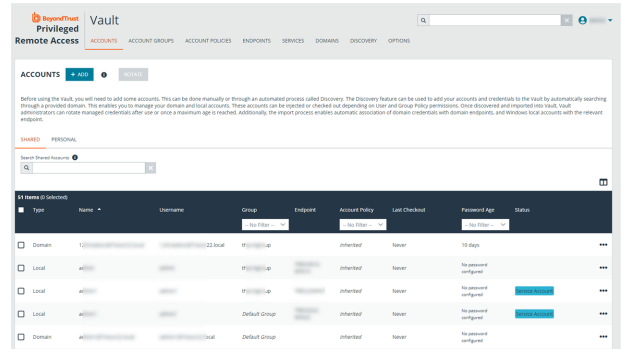 BeyondTrust
Privileged
Remote Access
Vault
ACCOUNTS ACCOUNT GROUPS ACCOUNT POLICIES ENDPOINTS SERVICES DOMAINS DISCOVERY OPTIONS
ACCOUNTS + ADD ROTATE
Before using the Vault, you will need to add some accounts. This can be done manually or through an automated process called Discovery. The Discovery feature can be used to add your accounts and credentials to the Vault by automatically searching
through a provided domain. This enables you to manage your domain and local accounts. These accounts can be injected or checked out depending on User and Group Policy permissions. Once discovered and imported into Vault, Vault
administrators can rotate managed credentials after use or once a maximum age is reached. Additionally, the import process enables automatic association of domain credentials with domain endpoints, and Windows local accounts with the relevant
endpoint.
SHARED PERSONAL
Search Shared Accounts
51 Items (0 Selected)
Type Name Username Group Endpoint Account Policy Last Checkout Password Age Status
-- No Filter -- -- No Filter -- -- No Filter --
Domain 22.local Inherited Never 10 days
Local Inherited Never No password
configured
Local Inherited Never No password
configured Service Account
Local Default Group Inherited Never No password
configured Service Account
Domain Default Group Inherited Never No password
configured